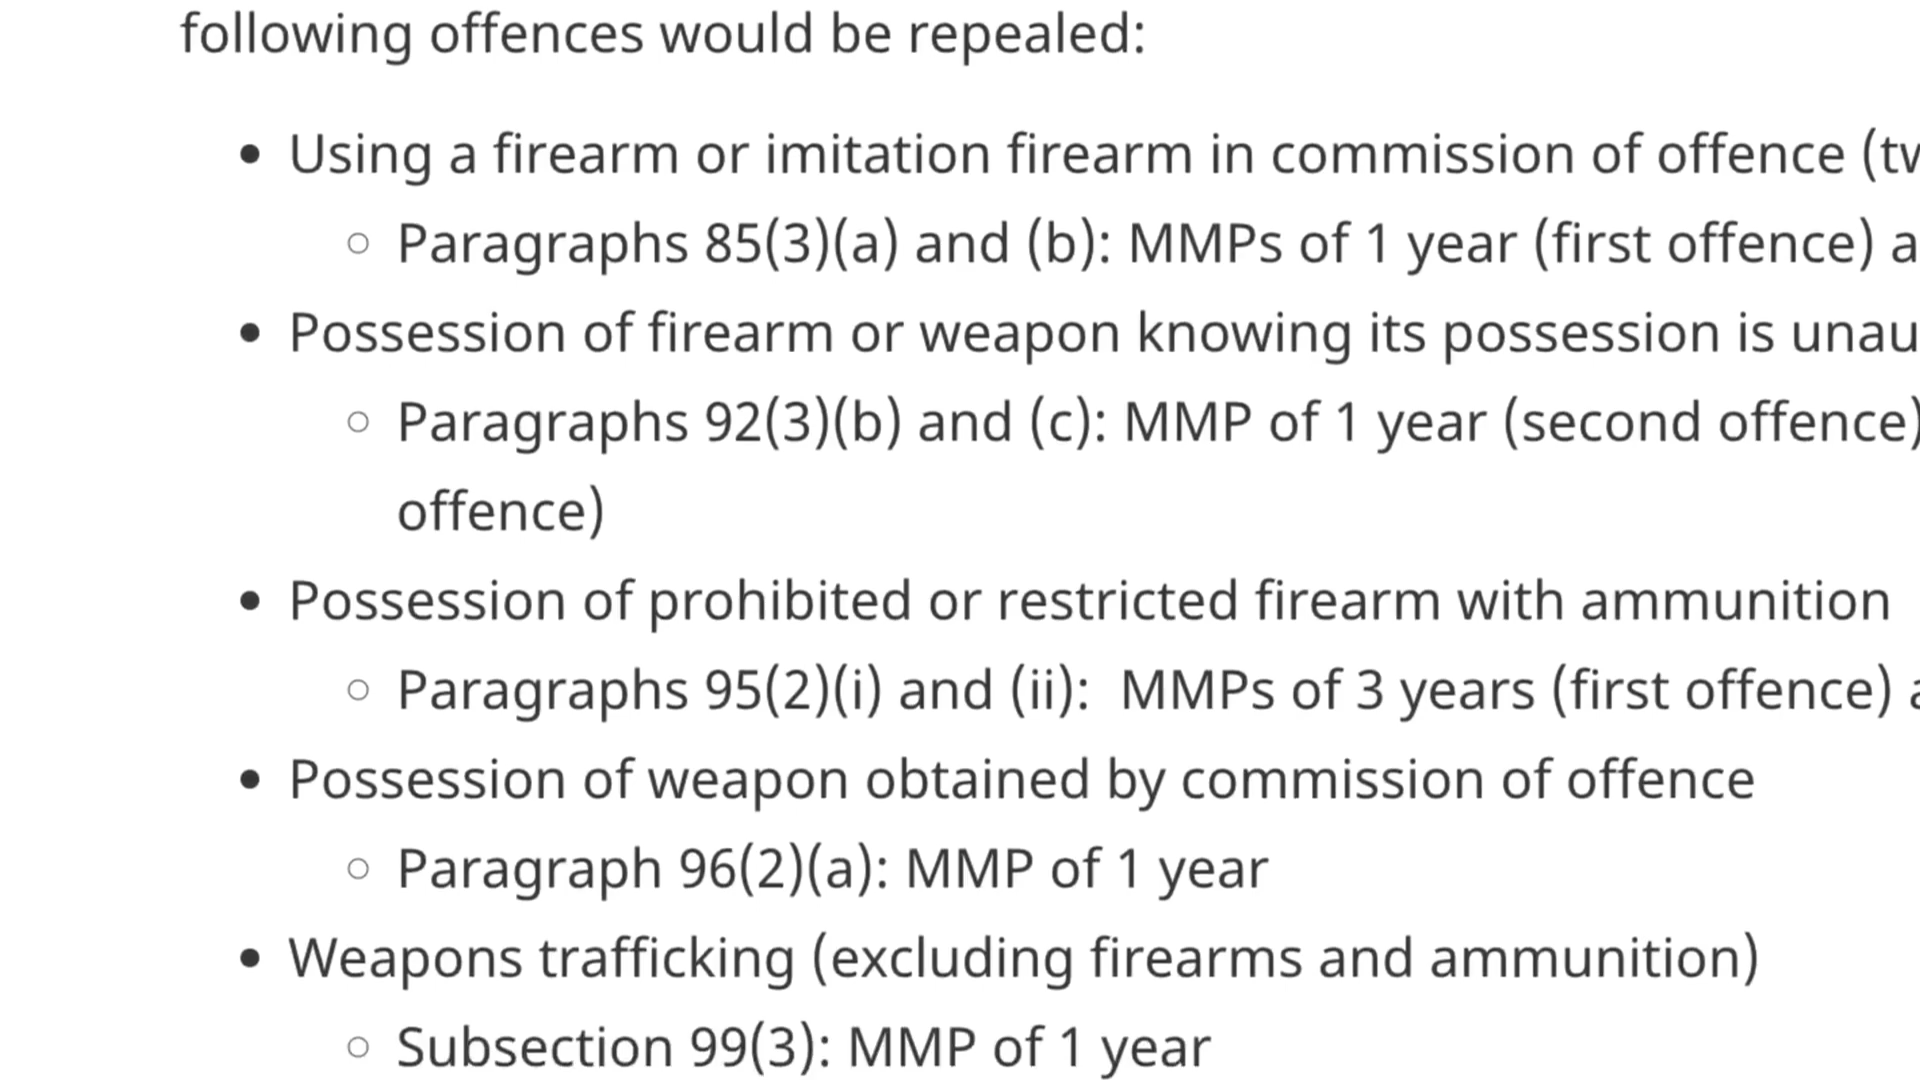 following offences would be repealed:
• Using a firearm or imitation firearm in commission of offence
○ Paragraphs 85(3)(a) and (b): MMPs of 1 year (first offence)
• Possession of firearm or weapon knowing its possession is
○ Paragraphs 92(3)(b) and (c): MMP of 1 year (second offence)
offence)
• Possession of prohibited or restricted firearm with ammunition
○ Paragraphs 95(2)(i) and (ii):  MMPs of 3 years (first offence)
• Possession of weapon obtained by commission of offence
○ Paragraph 96(2)(a): MMP of 1 year
• Weapons trafficking (excluding firearms and ammunition)
○ Subsection 99(3): MMP of 1 year